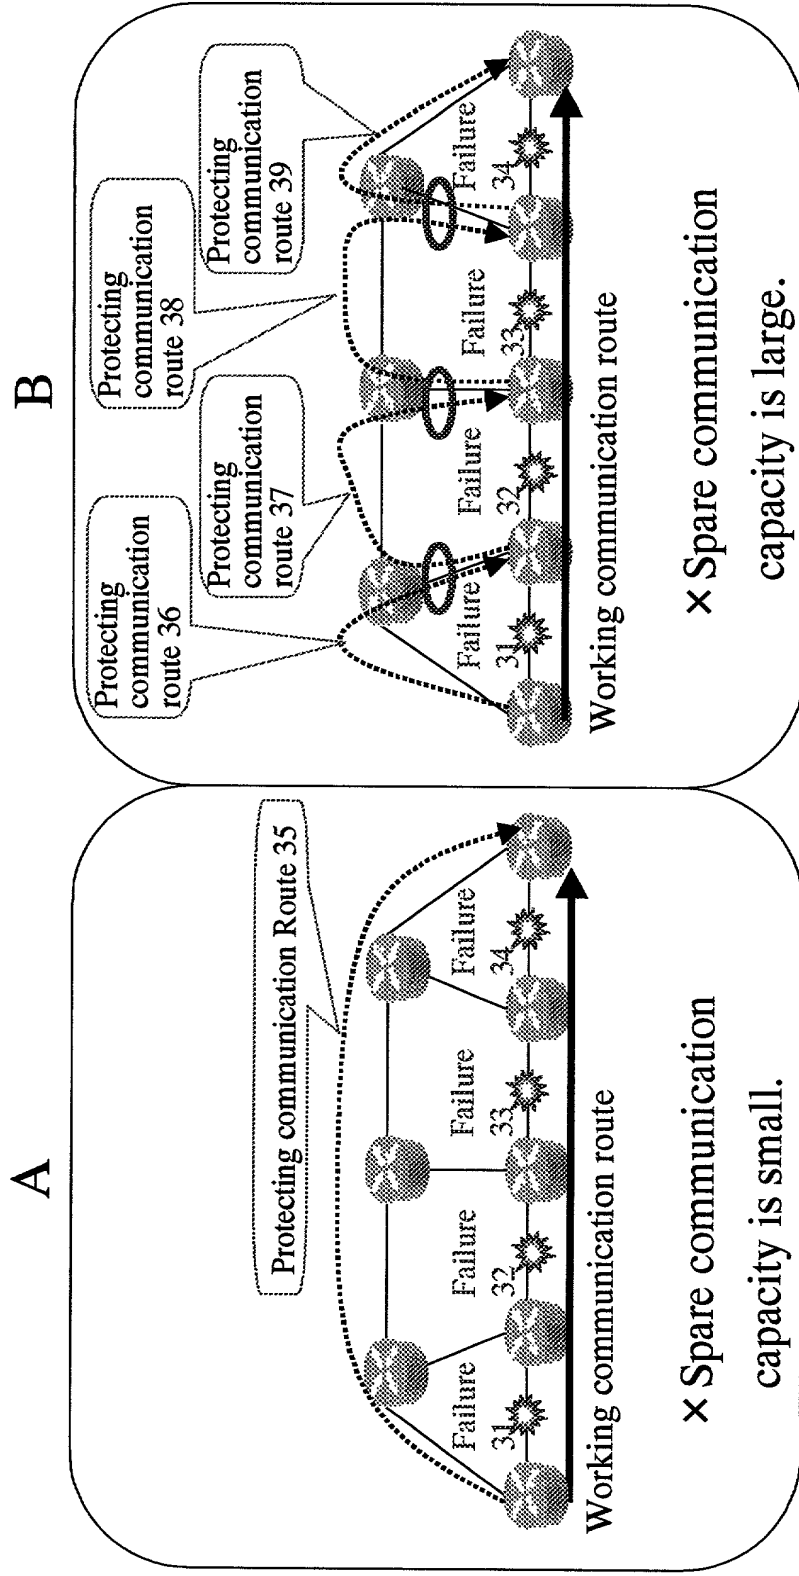 A
Protecting communication Route 35
Failure
31
Failure
32
Failure
33
Failure
34
Working communication route
× Spare communication
capacity is small.
B
Protecting
communication
route 36
Protecting
communication
route 37
Protecting
communication
route 38
Protecting
communication
route 39
Failure
31
Failure
32
Failure
33
Failure
34
Working communication route
× Spare communication
capacity is large.